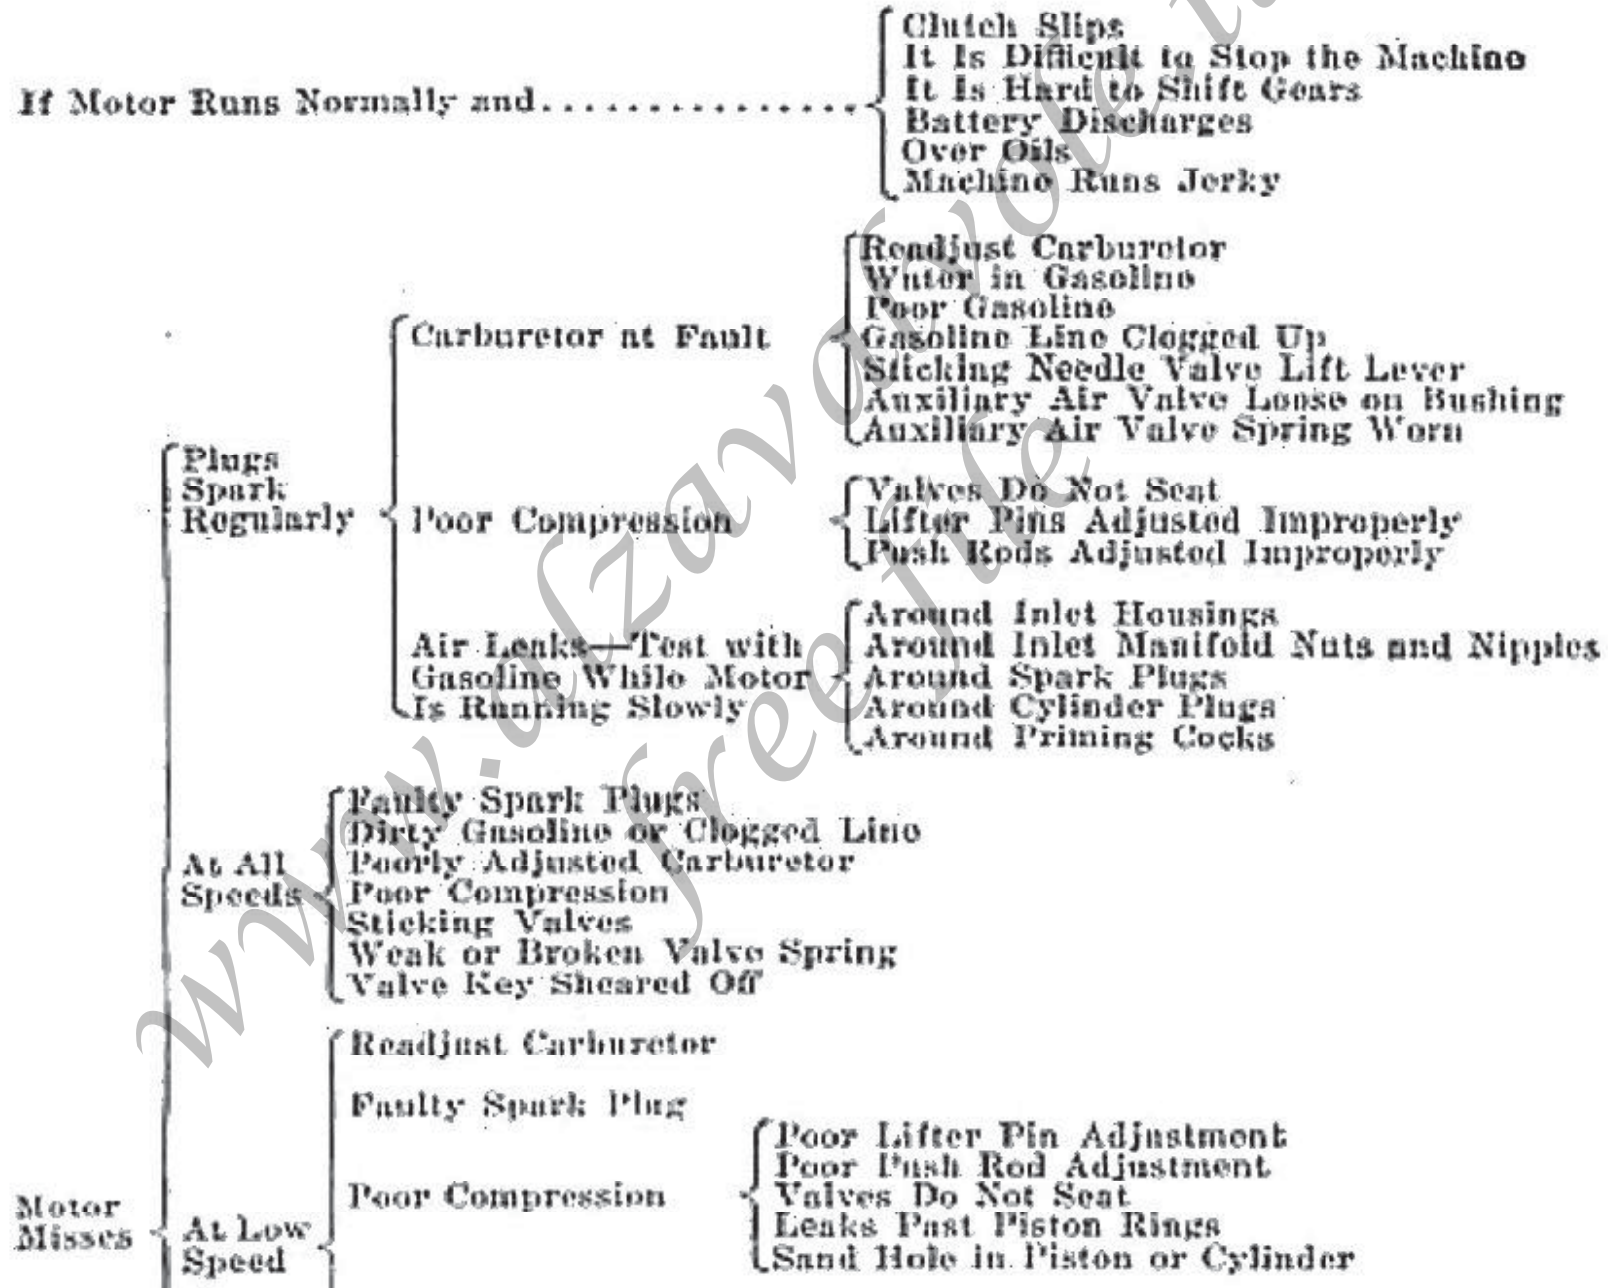 If Motor Runs Normally and................
Clutch Slips
It Is Difficult to Stop the Machine
It Is Hard to Shift Gears
Battery Discharges
Over Oils
Machine Runs Jerky
Plugs
Spark
Regularly
Carburetor at Fault
Readjust Carburetor
Water in Gasoline
Poor Gasoline
Gasoline Line Clogged Up
Sticking Needle Valve Lift Lever
Auxiliary Air Valve Loose on Bushing
Auxiliary Air Valve Spring Worn
Poor Compression
Valves Do Not Seat
Lifter Pins Adjusted Improperly
Push Rods Adjusted Improperly
Air Leaks—Test with
Gasoline While Motor
Is Running Slowly
Around Inlet Housings
Around Inlet Manifold Nuts and Nipples
Around Spark Plugs
Around Cylinder Plugs
Around Priming Cocks
At All
Speeds
Faulty Spark Plugs
Dirty Gasoline or Clogged Line
Poorly Adjusted Carburetor
Poor Compression
Sticking Valves
Weak or Broken Valve Spring
Valve Key Sheared Off
Motor
Misses
At Low
Speed
Readjust Carburetor
Faulty Spark Plug
Poor Compression
Poor Lifter Pin Adjustment
Poor Push Rod Adjustment
Valves Do Not Seat
Leaks Past Piston Rings
Sand Hole in Piston or Cylinder
free file